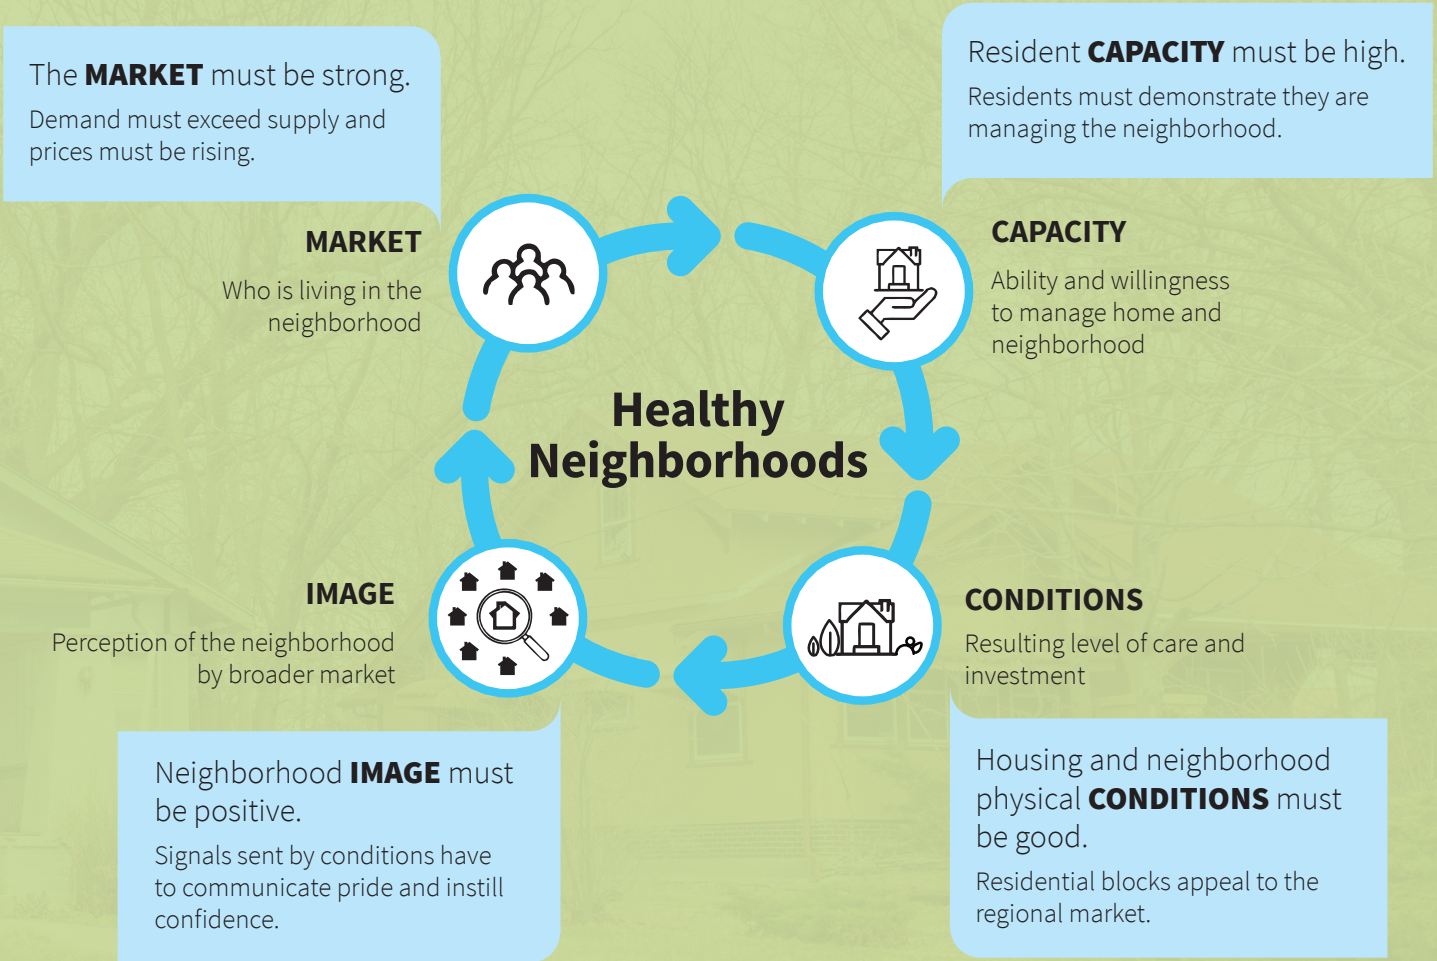 The MARKET must be strong.
Demand must exceed supply and
prices must be rising.
Resident CAPACITY must be high.
Residents must demonstrate they are
managing the neighborhood.
MARKET
Who is living in the
neighborhood
CAPACITY
Ability and willingness
to manage home and
neighborhood
Healthy
Neighborhoods
IMAGE
Perception of the neighborhood
by broader market
CONDITIONS
Resulting level of care and
investment
Neighborhood IMAGE must
be positive.
Signals sent by conditions have
to communicate pride and instill
confidence.
Housing and neighborhood
physical CONDITIONS must
be good.
Residential blocks appeal to the
regional market.